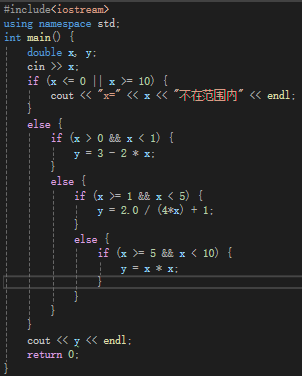 #include<iostream>
using namespace std;
int main() {
    double x, y;
    cin >> x;
    if (x <= 0 || x >= 10) {
        cout << "x=" << x << "不在范围内" << endl;
    }
    else {
        if (x > 0 && x < 1) {
            y = 3 - 2 * x;
        }
        else {
            if (x >= 1 && x < 5) {
                y = 2.0 / (4*x) + 1;
            }
            else {
                if (x >= 5 && x < 10) {
                    y = x * x;
                }
            }
        }
    }
    cout << y << endl;
    return 0;
}